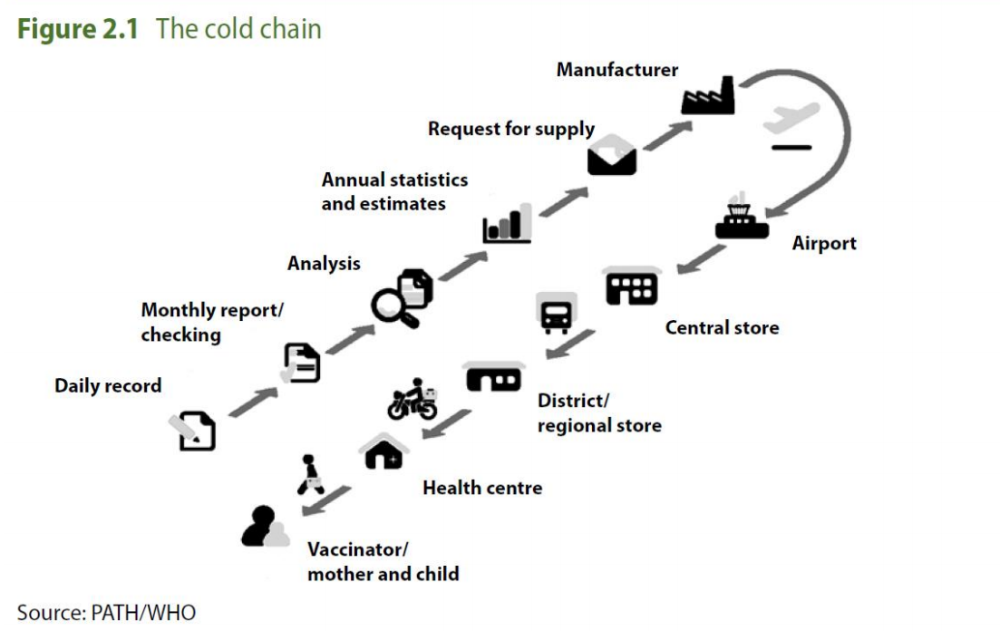 Figure 2.1 The cold chain
Manufacturer
Request for supply
Annual statistics
and estimates
Analysis
Monthly report/
checking
Daily record
Airport
Central store
District/
regional store
Health centre
Vaccinator/
mother and child
Source: PATH/WHO